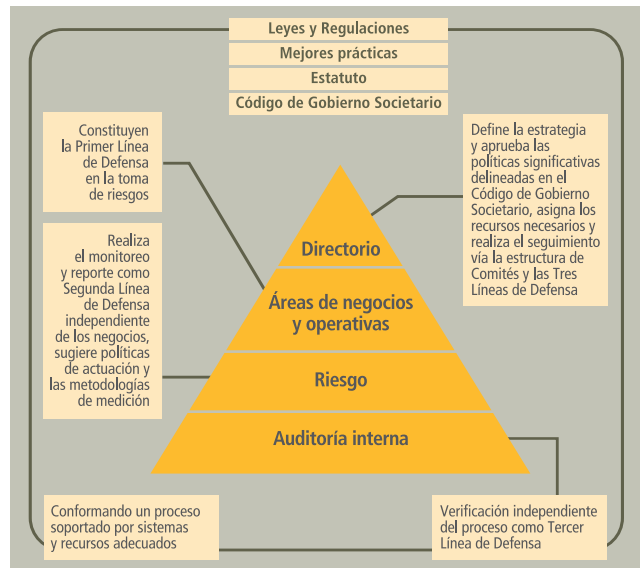 Leyes y Regulaciones
Mejores prácticas
Estatuto
Código de Gobierno Societario
Constituyen
la Primer Línea
de Defensa
en la toma
de riesgos
Define la estrategia
y aprueba las
políticas significativas
delineadas en el
Código de Gobierno
Societario, asigna los
recursos necesarios y
realiza el seguimiento
vía la estructura de
Comités y las Tres
Líneas de Defensa
Realiza
el monitoreo
y reporte como
Segunda Línea
de Defensa
independiente
de los negocios,
sugiere políticas
de actuación y
las metodologías
de medición
Directorio
Áreas de negocios
y operativas
Riesgo
Auditoría interna
Conformando un proceso
soportado por sistemas
y recursos adecuados
Verificación independiente
del proceso como Tercer
Línea de Defensa